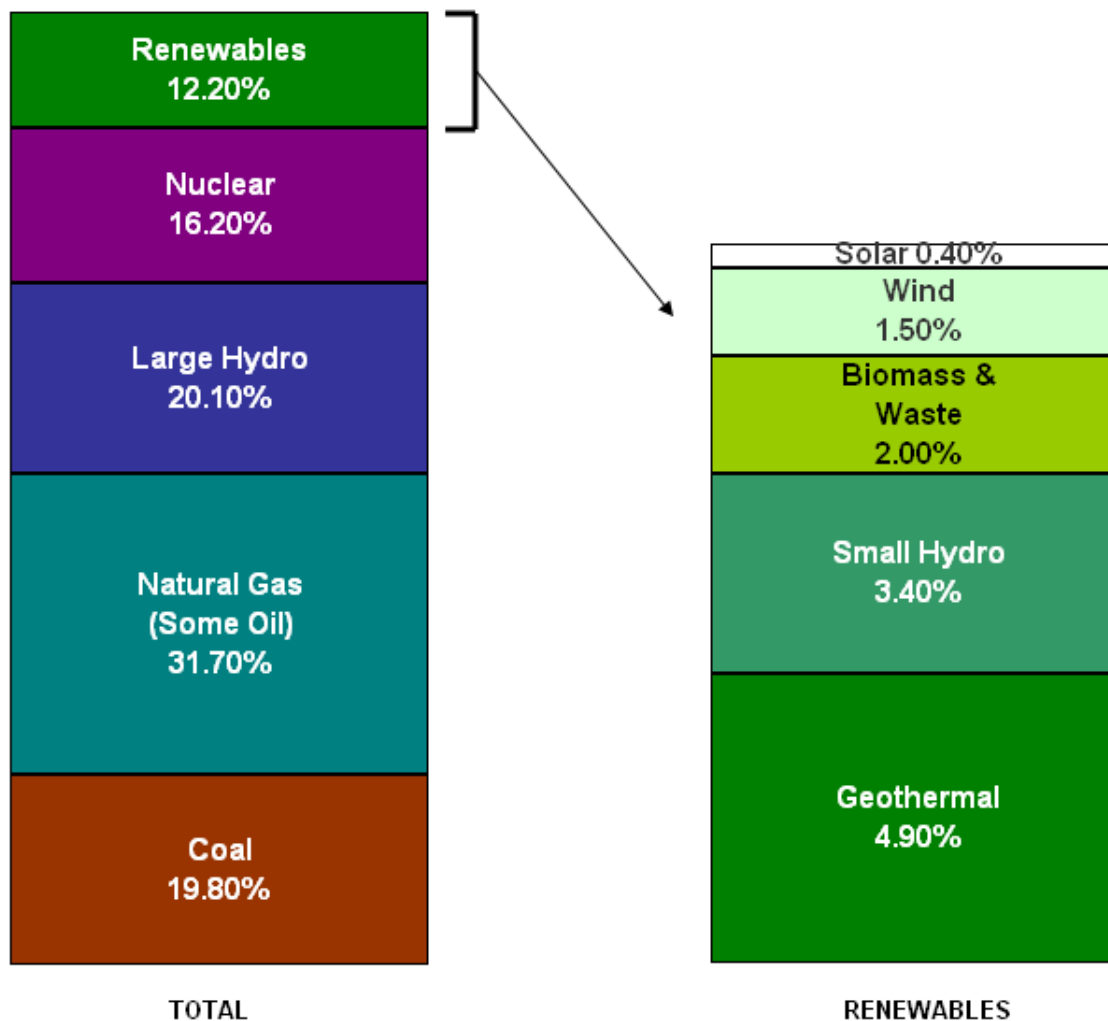 Renewables
12.20%
Nuclear
16.20%
Large Hydro
20.10%
Natural Gas
(Some Oil)
31.70%
Coal
19.80%
TOTAL
Solar 0.40%
Wind
1.50%
Biomass &
Waste
2.00%
Small Hydro
3.40%
Geothermal
4.90%
RENEWABLES